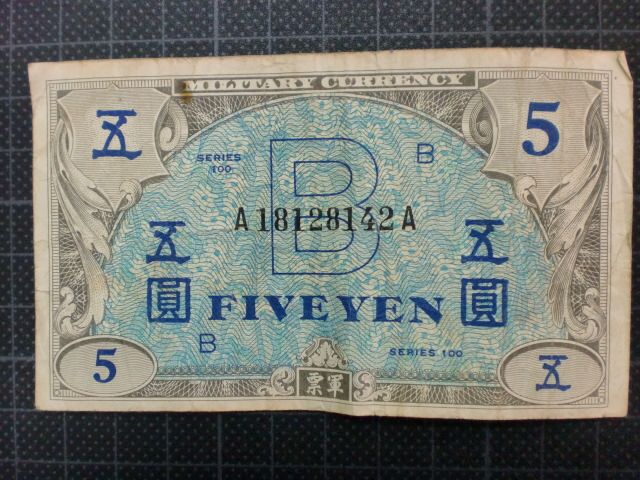 MILITARY CURRENCY
五 5
SERIES
100
B
B
A18128142A
五 五
圓 FIVE YEN 圓
B
SERIES 100
5 五
票軍